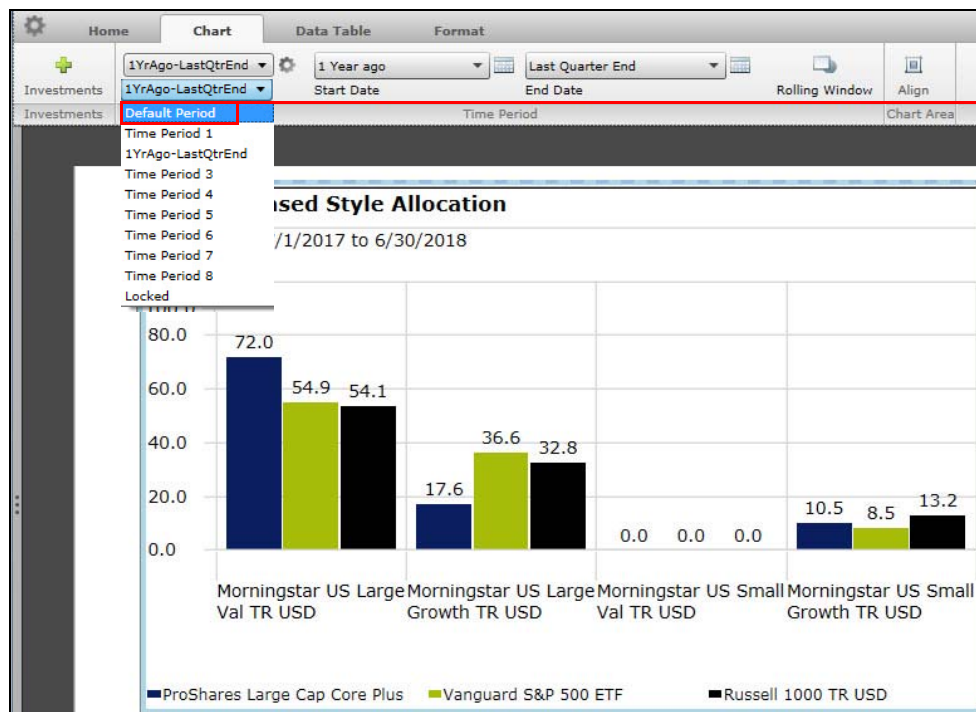 Home Chart Data Table Format
1YrAgo-LastQtrEnd 1 Year ago Last Quarter End
Investments 1YrAgo-LastQtrEnd Start Date End Date Rolling Window Align
Investments Default Period Time Period Chart Area
Time Period 1
1YrAgo-LastQtrEnd
Time Period 3
Time Period 4
Time Period 5
Time Period 6
Time Period 7
Time Period 8
Locked
ased Style Allocation
/1/2017 to 6/30/2018
100.0
80.0
60.0
40.0
20.0
0.0
72.0 54.9 54.1
17.6 36.6 32.8
0.0 0.0 0.0
10.5 8.5 13.2
Morningstar US Large Morningstar US Large Morningstar US Small Morningstar US Small
Val TR USD Growth TR USD Val TR USD Growth TR USD
ProShares Large Cap Core Plus Vanguard S&P 500 ETF Russell 1000 TR USD